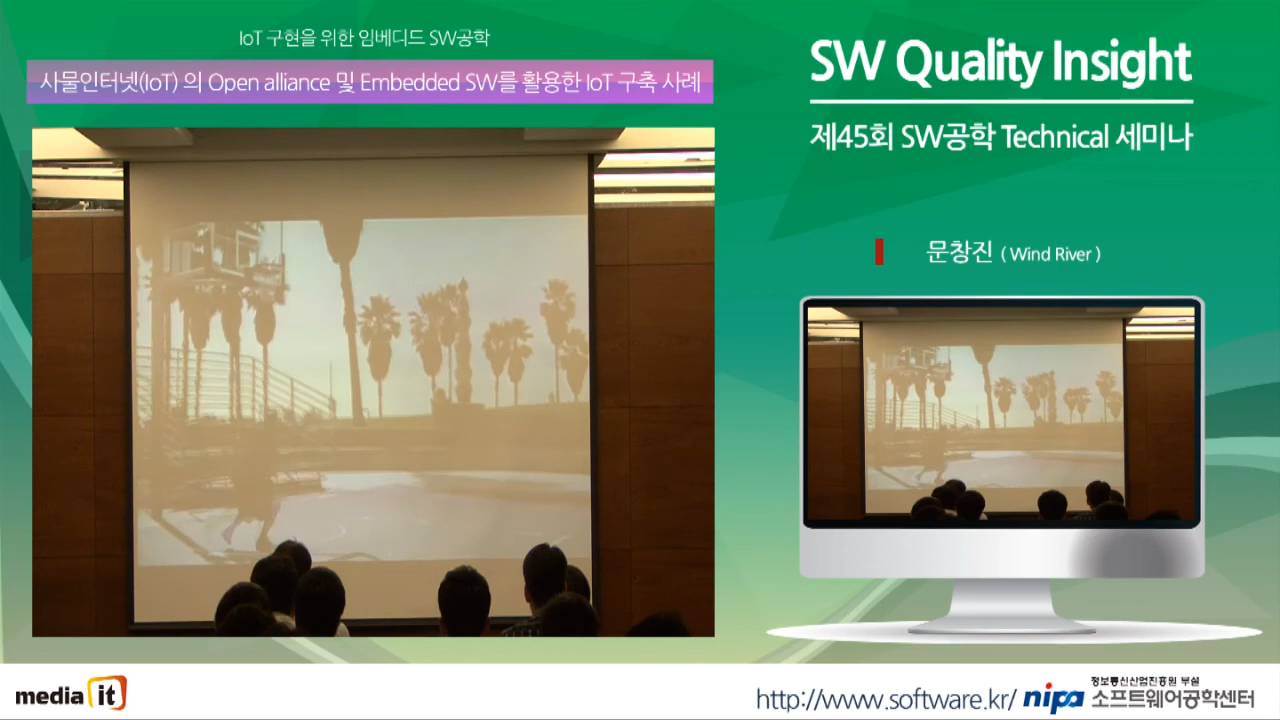 IoT 구현을 위한 임베디드 SW공학
사물인터넷(IoT) 의 Open alliance 및 Embedded SW를 활용한 IoT 구축 사례
SW Quality Insight
제45회 SW공학 Technical 세미나
문창진 ( Wind River )
media it
http://www.software.kr/
nipa
정보통신산업진흥원 부설
소프트웨어공학센터